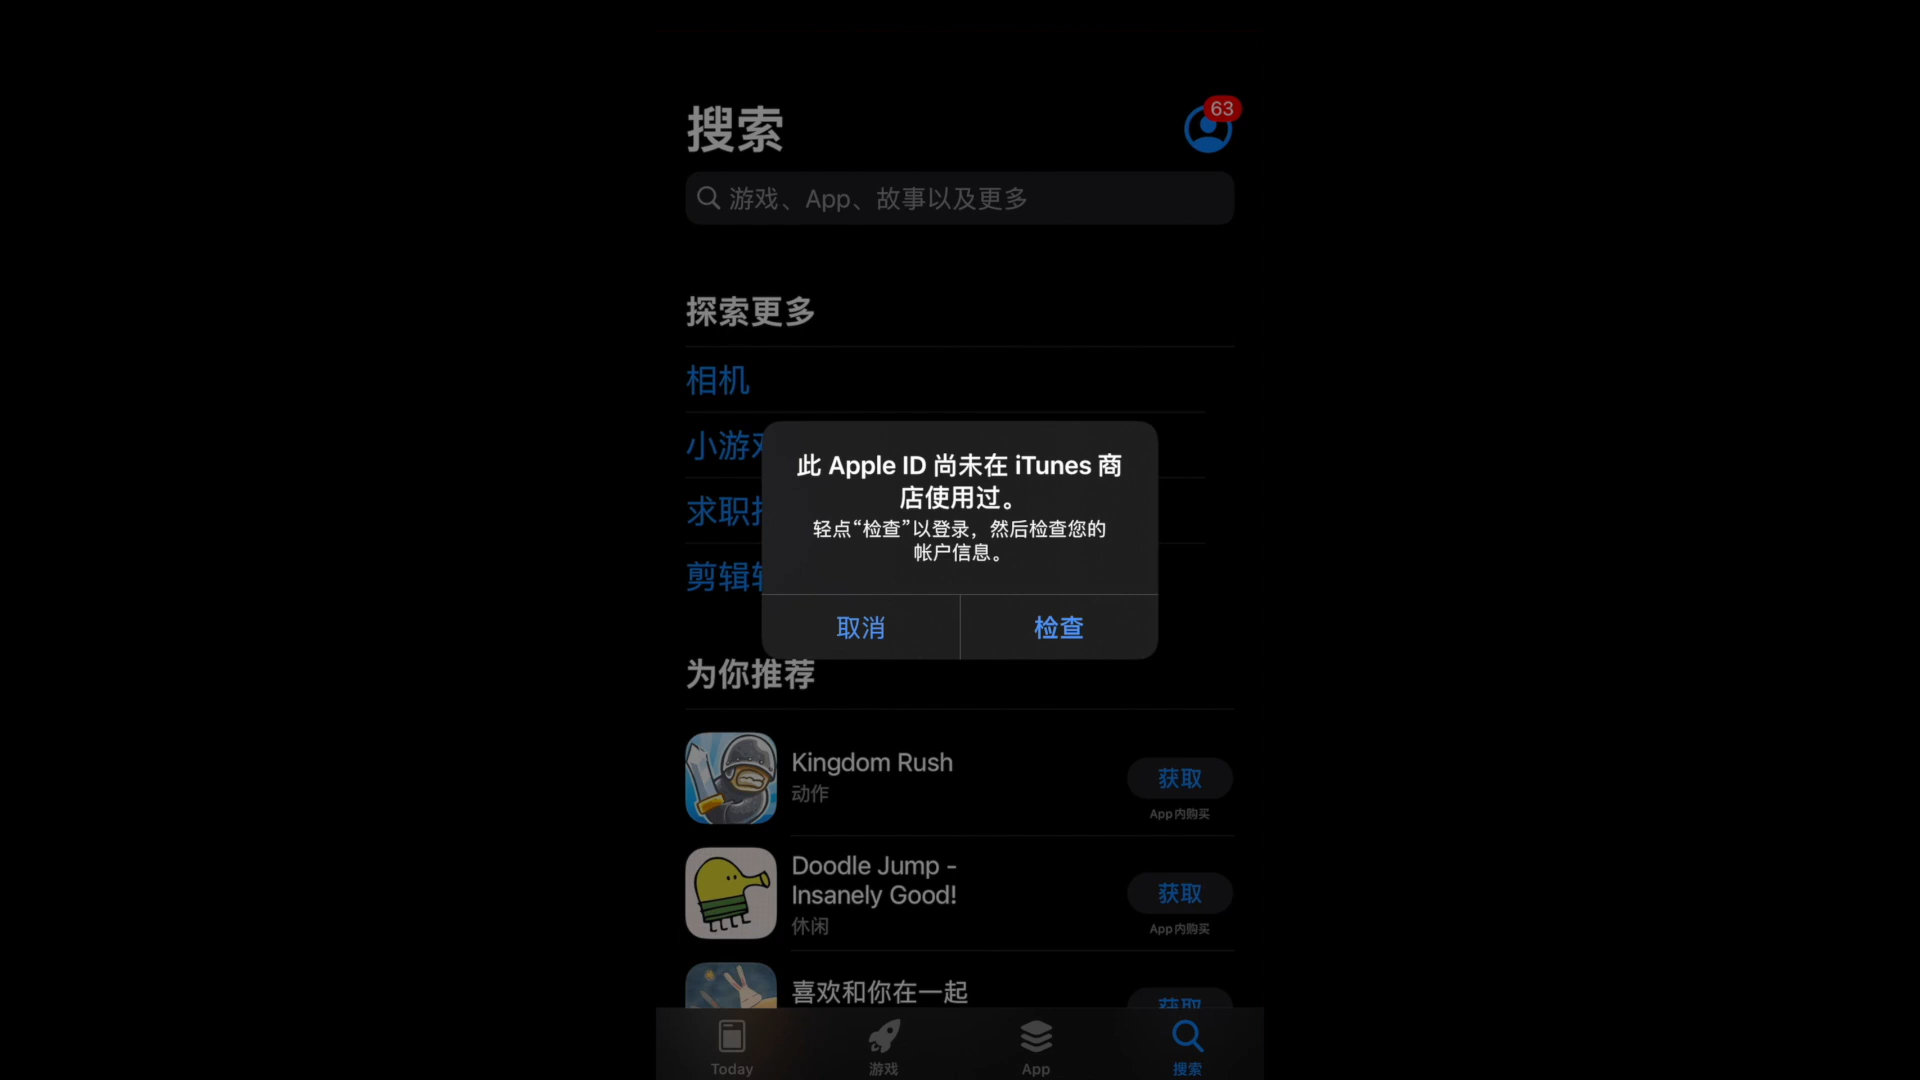 搜索
63
游戏、App、故事以及更多
探索更多
相机
小游
求职
剪辑
此 Apple ID 尚未在 iTunes 商
店使用过。
轻点“检查”以登录，然后检查您的
帐户信息。
取消
检查
为你推荐
Kingdom Rush
动作
获取
App内购买
Doodle Jump -
Insanely Good!
休闲
获取
App内购买
喜欢和你在一起
获取
Today
游戏
App
搜索